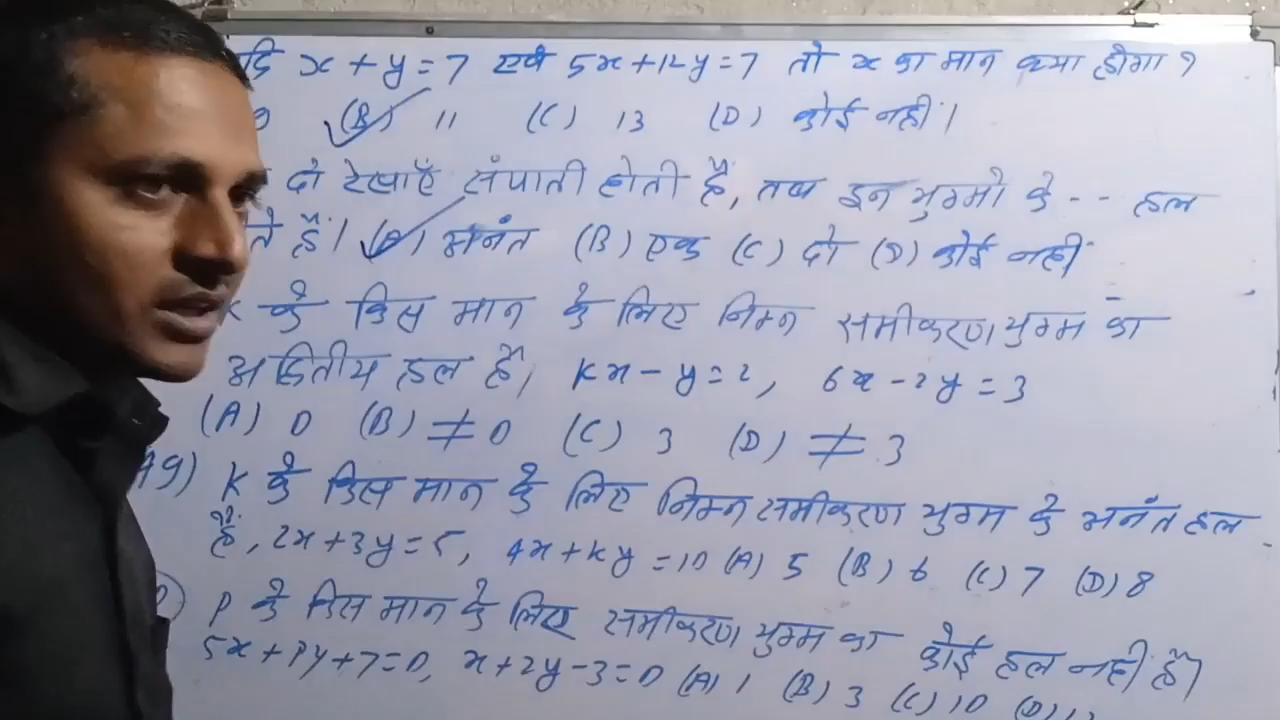 x + y = 7 एवं 5x + 12y = 7 तो x का मान क्या होगा ?
(B) 11 (C) 13 (D) कोई नहीं।
दो रेखाएँ संपाती होती हैं, तब इन युग्मों के - - हल
हैं। (A) अनंत (B) एक (C) दो (D) कोई नहीं
K के किस मान के लिए निम्न समीकरण युग्म का
अद्वितीय हल हैं। Kx - y = 2, 6x - 2y = 3
(A) 0 (B) ≠ 0 (C) 3 (D) ≠ 3
19) K के किस मान के लिए निम्न समीकरण युग्म के अनंत हल
हैं, 2x + 3y = 5, 4x + Ky = 10 (A) 5 (B) 6 (C) 7 (D) 8
P के किस मान के लिए समीकरण युग्म का कोई हल नहीं हैं।
5x + Py + 7 = 0, x + 2y - 3 = 0 (A) 1 (B) 3 (C) 10 (D)